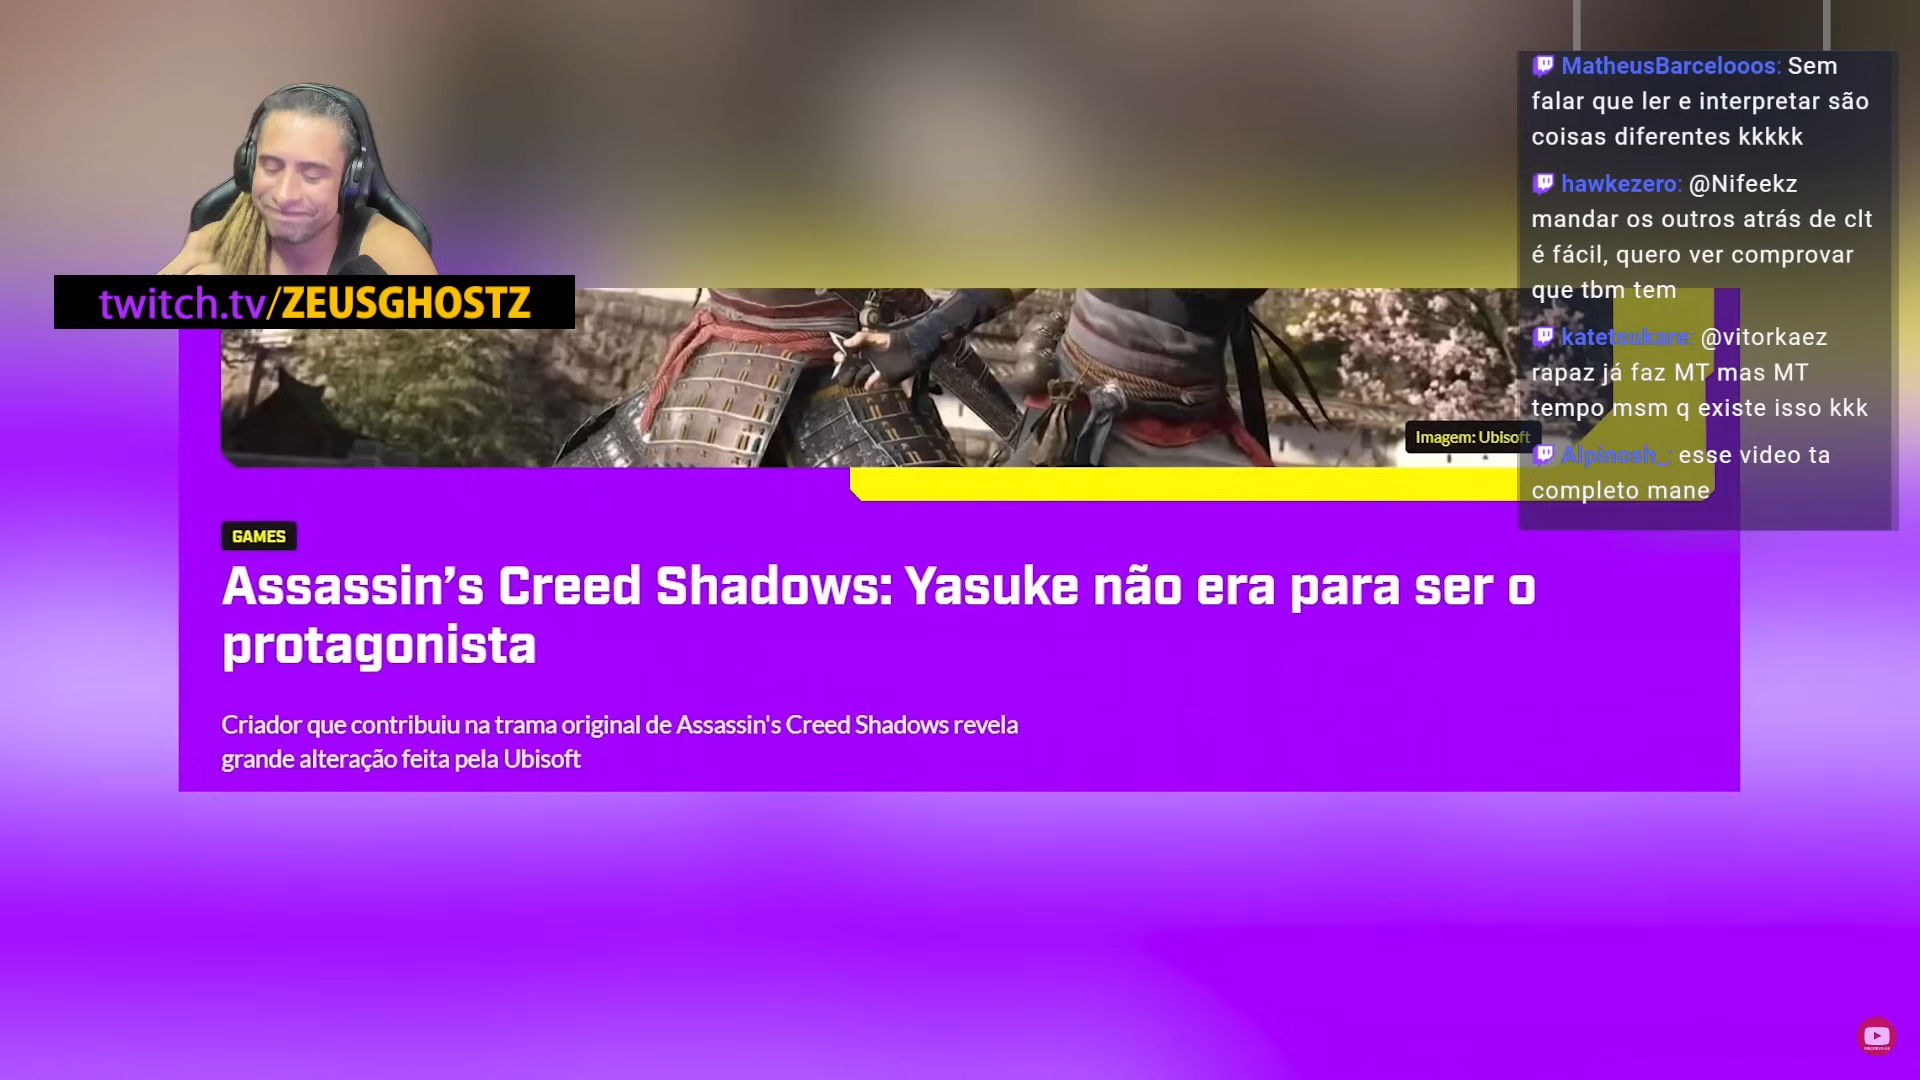 MatheusBarcelooos: Sem
falar que ler e interpretar são
coisas diferentes kkkkk
hawkezero: @Nifeekz
mandar os outros atrás de clt
é fácil, quero ver comprovar
que tbm tem
katetsukare: @vitorkaez
rapaz já faz MT mas MT
tempo msm q existe isso kkk
Alpinosh_: esse video ta
completo mane
twitch.tv/ZEUSGHOSTZ
Imagem: Ubisoft
GAMES
Assassin’s Creed Shadows: Yasuke não era para ser o
protagonista
Criador que contribuiu na trama original de Assassin's Creed Shadows revela
grande alteração feita pela Ubisoft